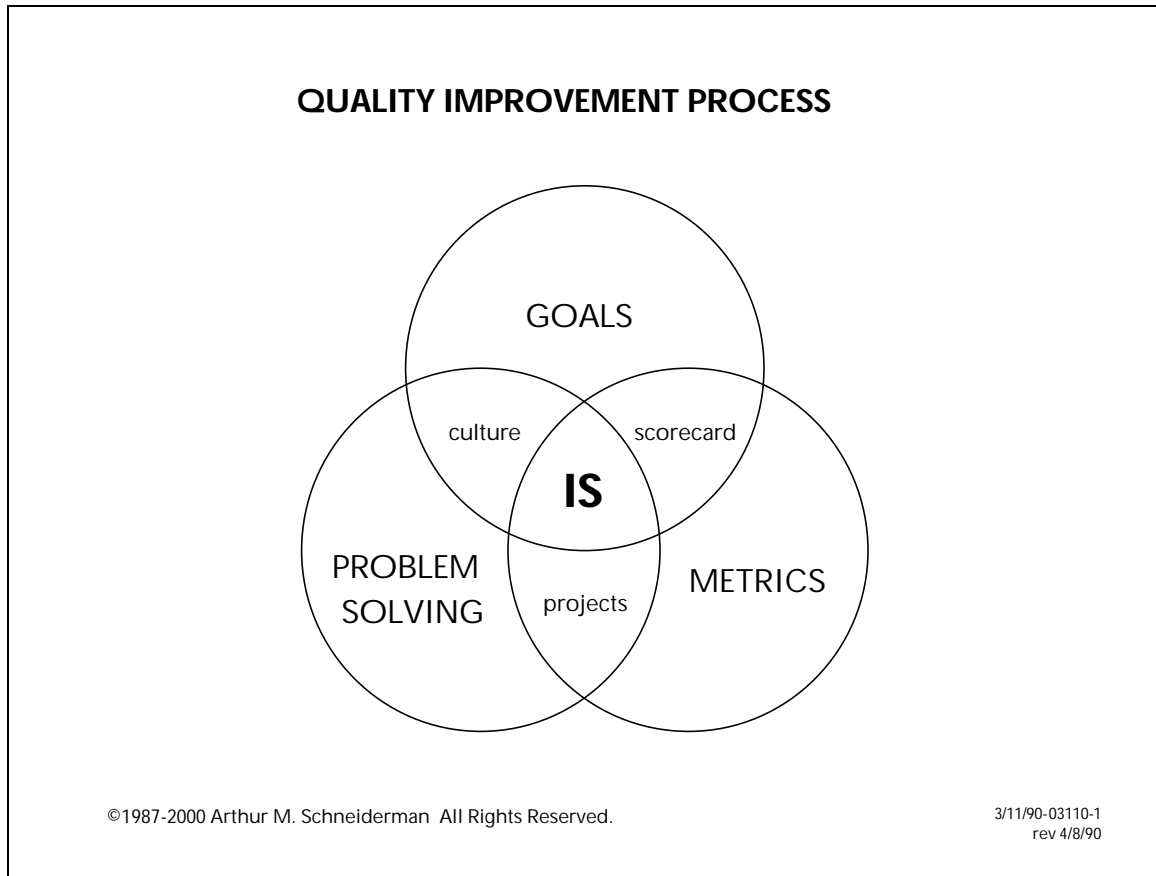 QUALITY IMPROVEMENT PROCESS
GOALS
culture
scorecard
IS
PROBLEM
SOLVING
METRICS
projects
©1987-2000 Arthur M. Schneiderman All Rights Reserved.
3/11/90-03110-1
rev 4/8/90